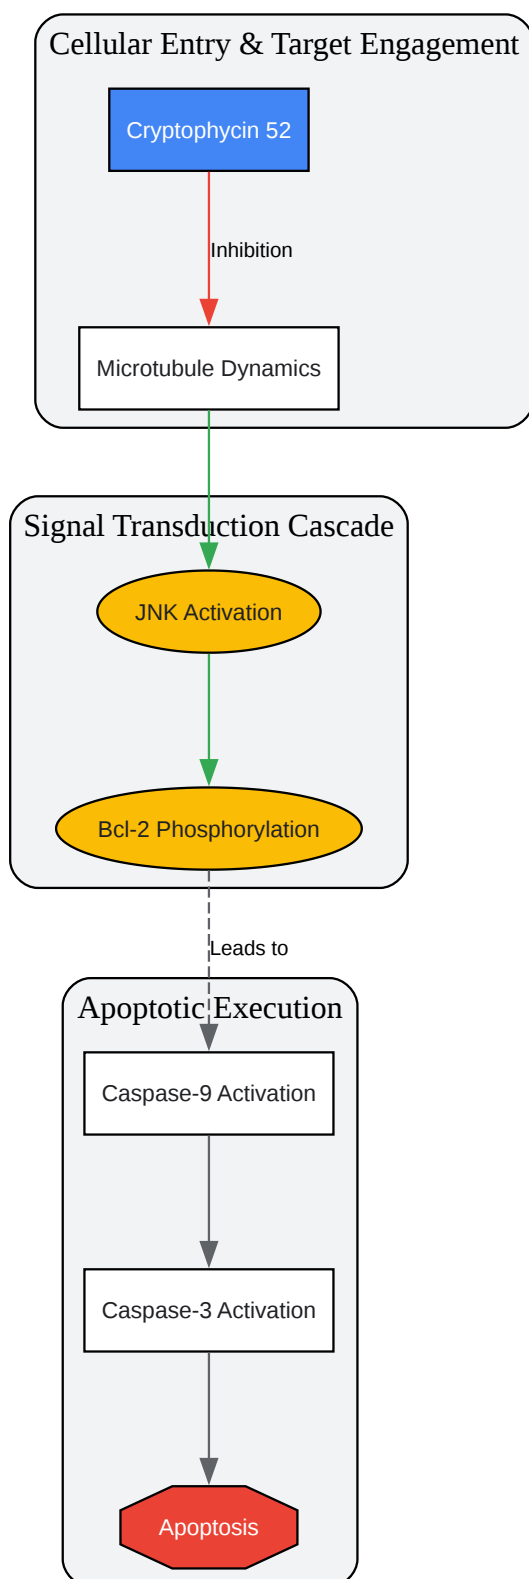 Cellular Entry & Target Engagement
Cryptophycin 52
Inhibition
Microtubule Dynamics
Signal Transduction Cascade
JNK Activation
Bcl-2 Phosphorylation
Leads to
Apoptotic Execution
Caspase-9 Activation
Caspase-3 Activation
Apoptosis